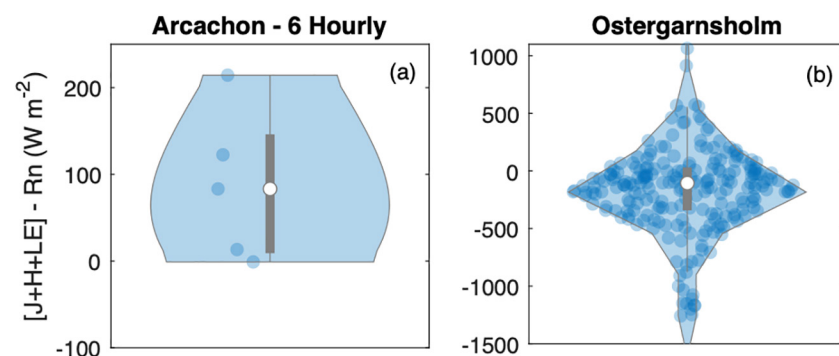 Arcachon - 6 Hourly
[J+H+LE] - Rn (W m⁻²)
200
100
0
-100
(a)
Ostergarnsholm
1000
500
0
-500
-1000
-1500
(b)